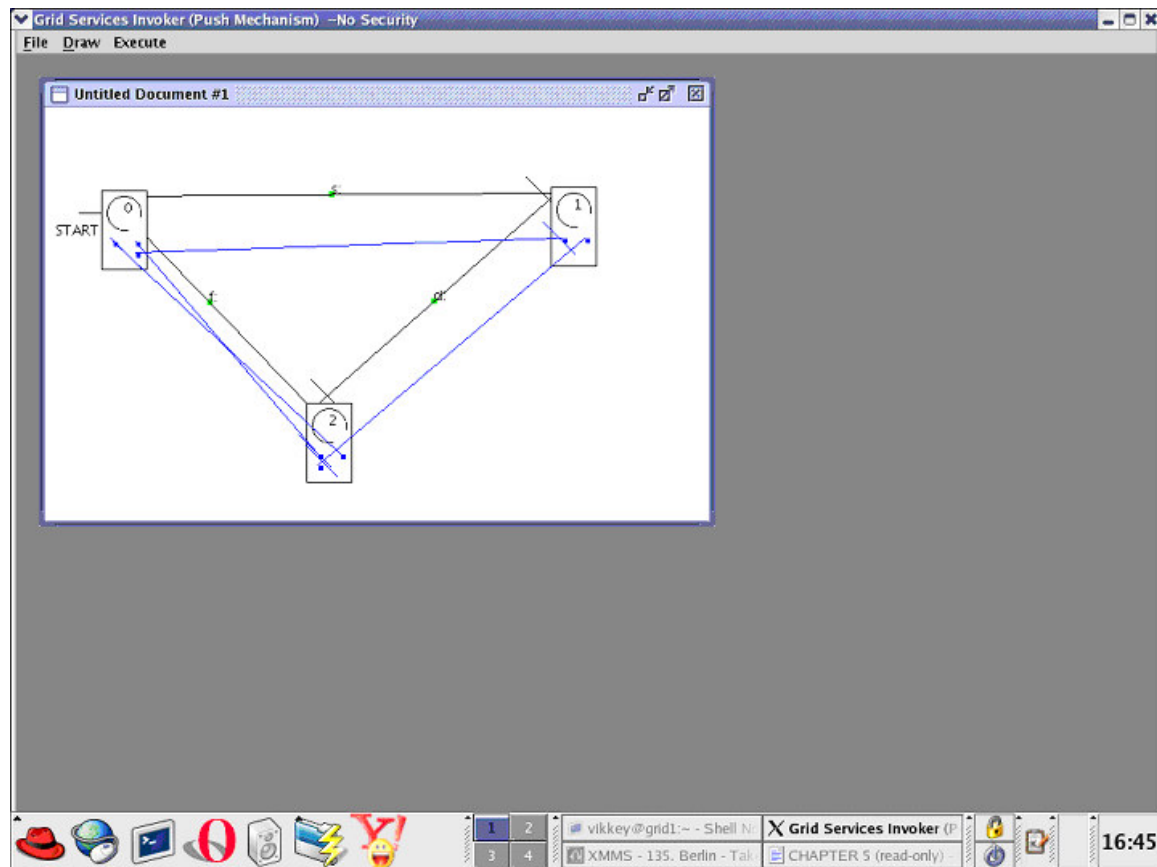 Grid Services Invoker (Push Mechanism) --No Security
File Draw Execute
Untitled Document #1
s:
0
1
START
f:
d:
2
1 2
vikkey@grid1:~ - Shell
X Grid Services Invoker (P
3 4
XMMS - 135. Berlin - Tak
CHAPTER 5 (read-only) -
16:45